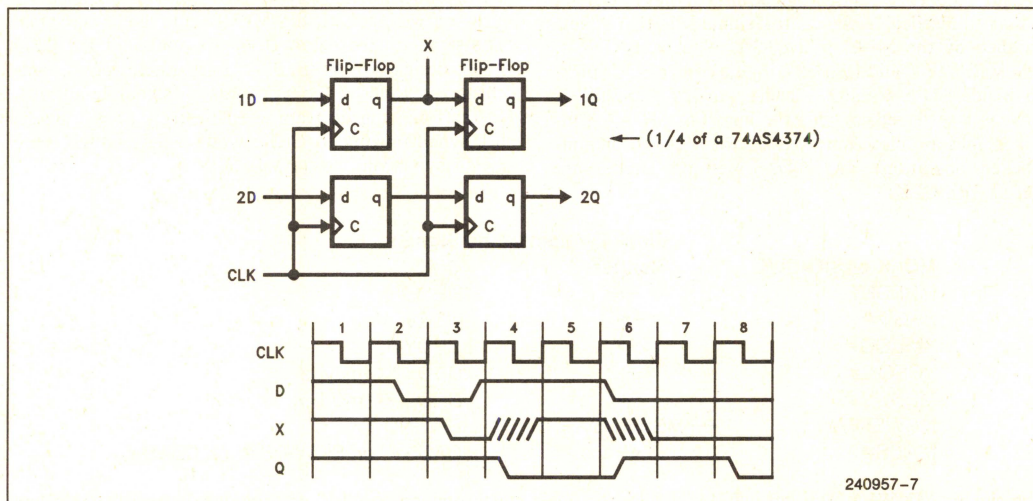 X
Flip-Flop Flip-Flop
1D d q d q 1Q
C C
(1/4 of a 74AS4374)
2D d q d q 2Q
C C
CLK
1 2 3 4 5 6 7 8
CLK
D
X
Q
240957-7